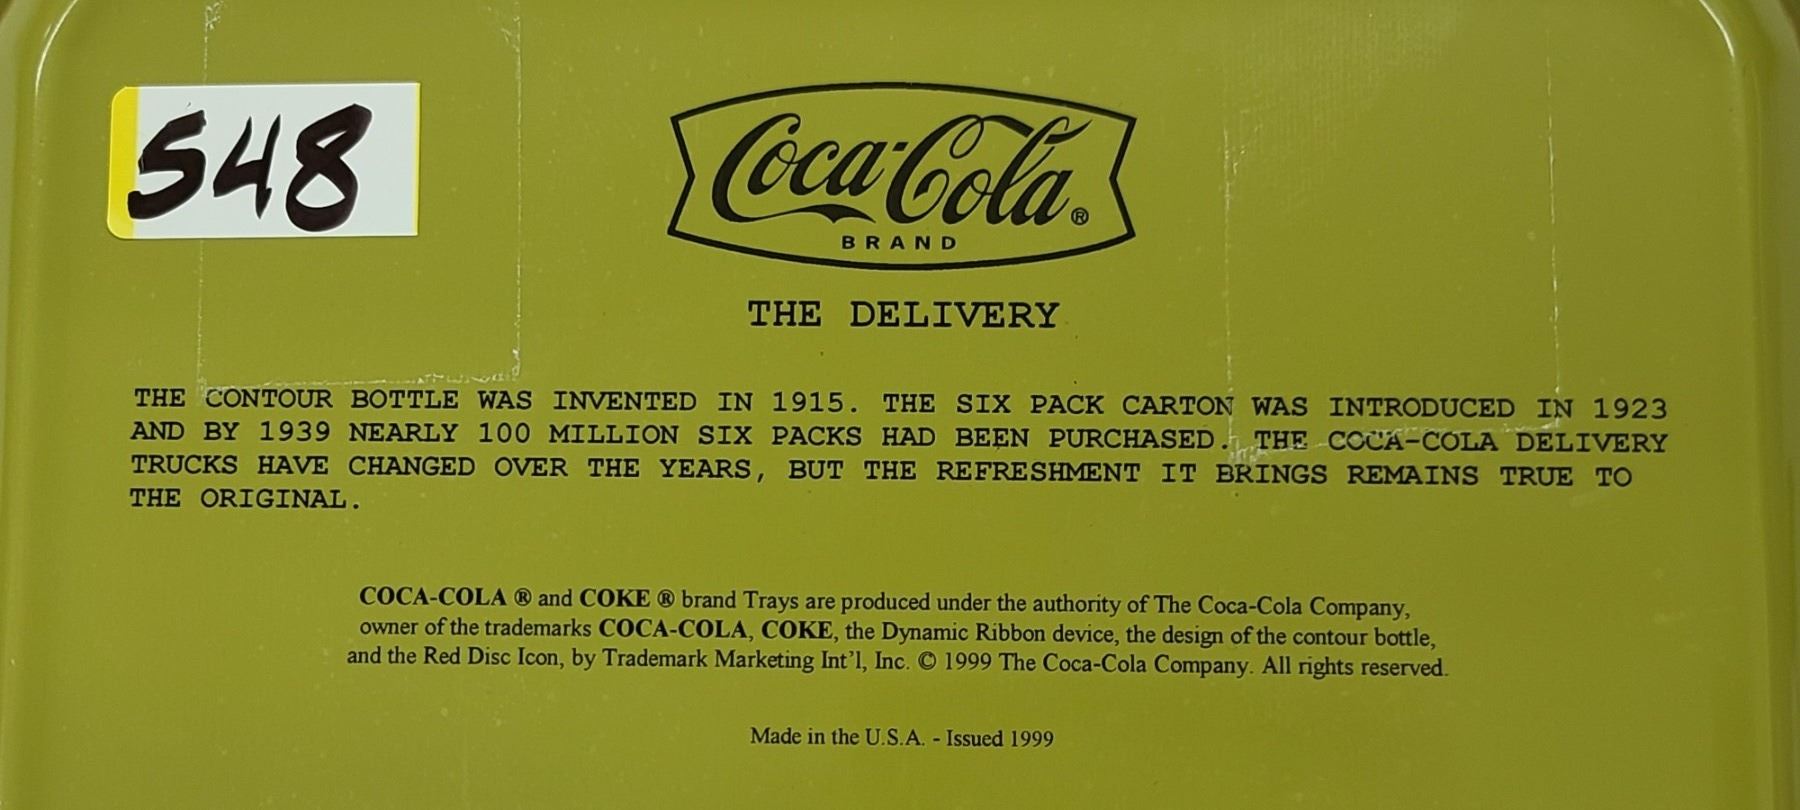 548
Coca-Cola ®
BRAND
THE DELIVERY
THE CONTOUR BOTTLE WAS INVENTED IN 1915. THE SIX PACK CARTON WAS INTRODUCED IN 1923
AND BY 1939 NEARLY 100 MILLION SIX PACKS HAD BEEN PURCHASED. THE COCA-COLA DELIVERY
TRUCKS HAVE CHANGED OVER THE YEARS, BUT THE REFRESHMENT IT BRINGS REMAINS TRUE TO
THE ORIGINAL.
COCA-COLA ® and COKE ® brand Trays are produced under the authority of The Coca-Cola Company,
owner of the trademarks COCA-COLA, COKE, the Dynamic Ribbon device, the design of the contour bottle,
and the Red Disc Icon, by Trademark Marketing Int'l, Inc. © 1999 The Coca-Cola Company. All rights reserved.
Made in the U.S.A. - Issued 1999